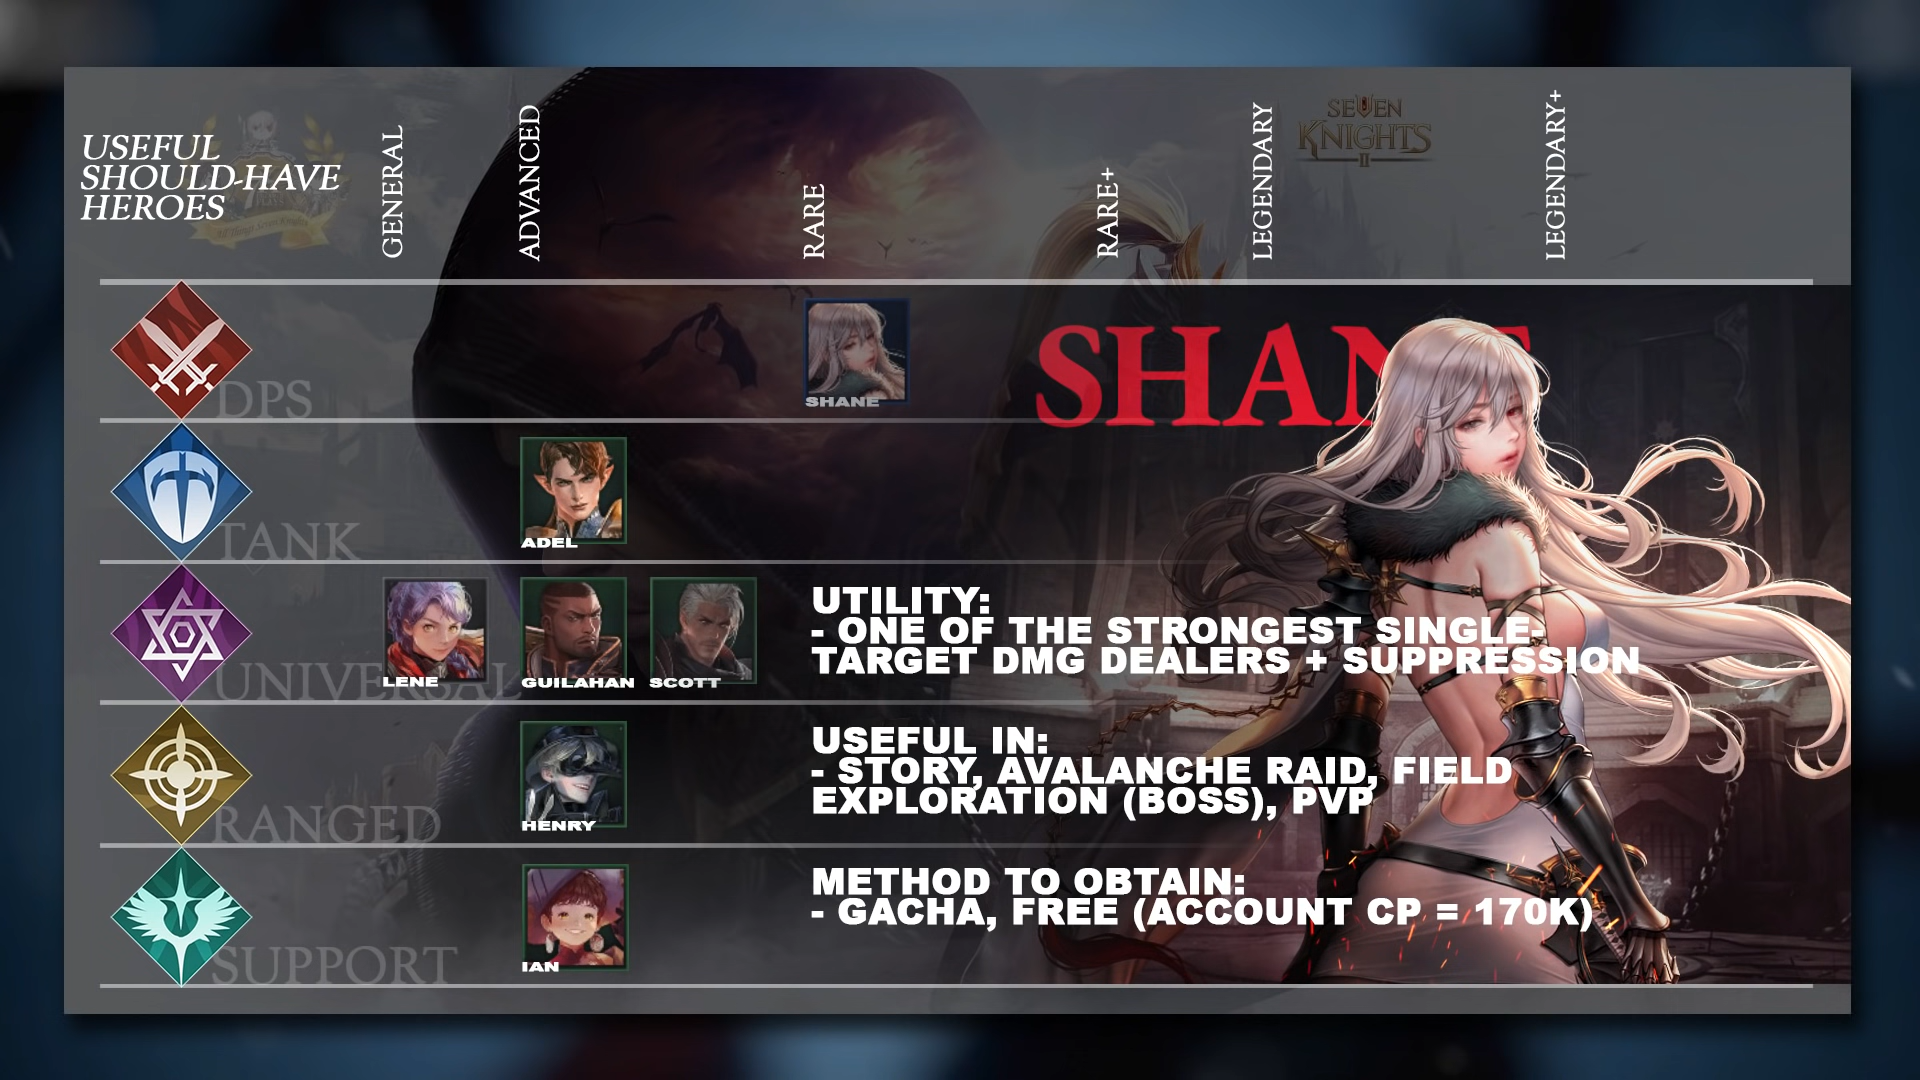 USEFUL
SHOULD-HAVE
HEROES
GENERAL
ADVANCED
RARE
RARE+
LEGENDARY
SEVEN
KNIGHTS
II
LEGENDARY+
DPS
SHANE
SHANE
TANK
ADEL
UNIVERSAL
LENE
GUILAHAN
SCOTT
UTILITY:
- ONE OF THE STRONGEST SINGLE-
TARGET DMG DEALERS + SUPPRESSION
RANGED
HENRY
USEFUL IN:
- STORY, AVALANCHE RAID, FIELD
EXPLORATION (BOSS), PVP
SUPPORT
IAN
METHOD TO OBTAIN:
- GACHA, FREE (ACCOUNT CP = 170K)